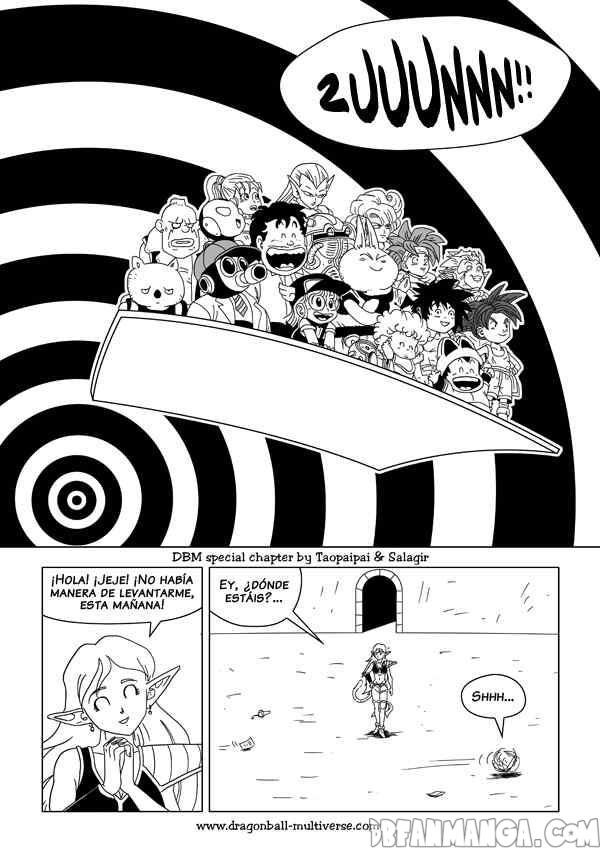 ZUUUNNN!!
DBM special chapter by Taopaipai & Salagir
¡Hola! ¡Jeje! ¡No había
manera de levantarme,
esta mañana!
Ey, ¿dónde
estáis?...
Shhh...
www.dragonball-multiverse.com
DBFANMANGA.COM